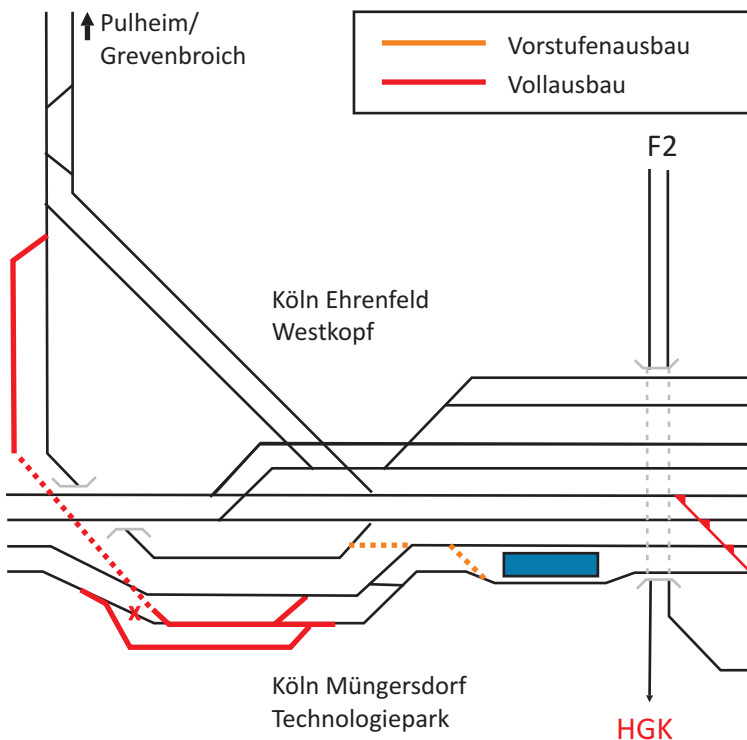 Pulheim/
Grevenbroich
Vorstufenausbau
Vollausbau
F2
Köln Ehrenfeld
Westkopf
x
Köln Müngersdorf
Technologiepark
HGK